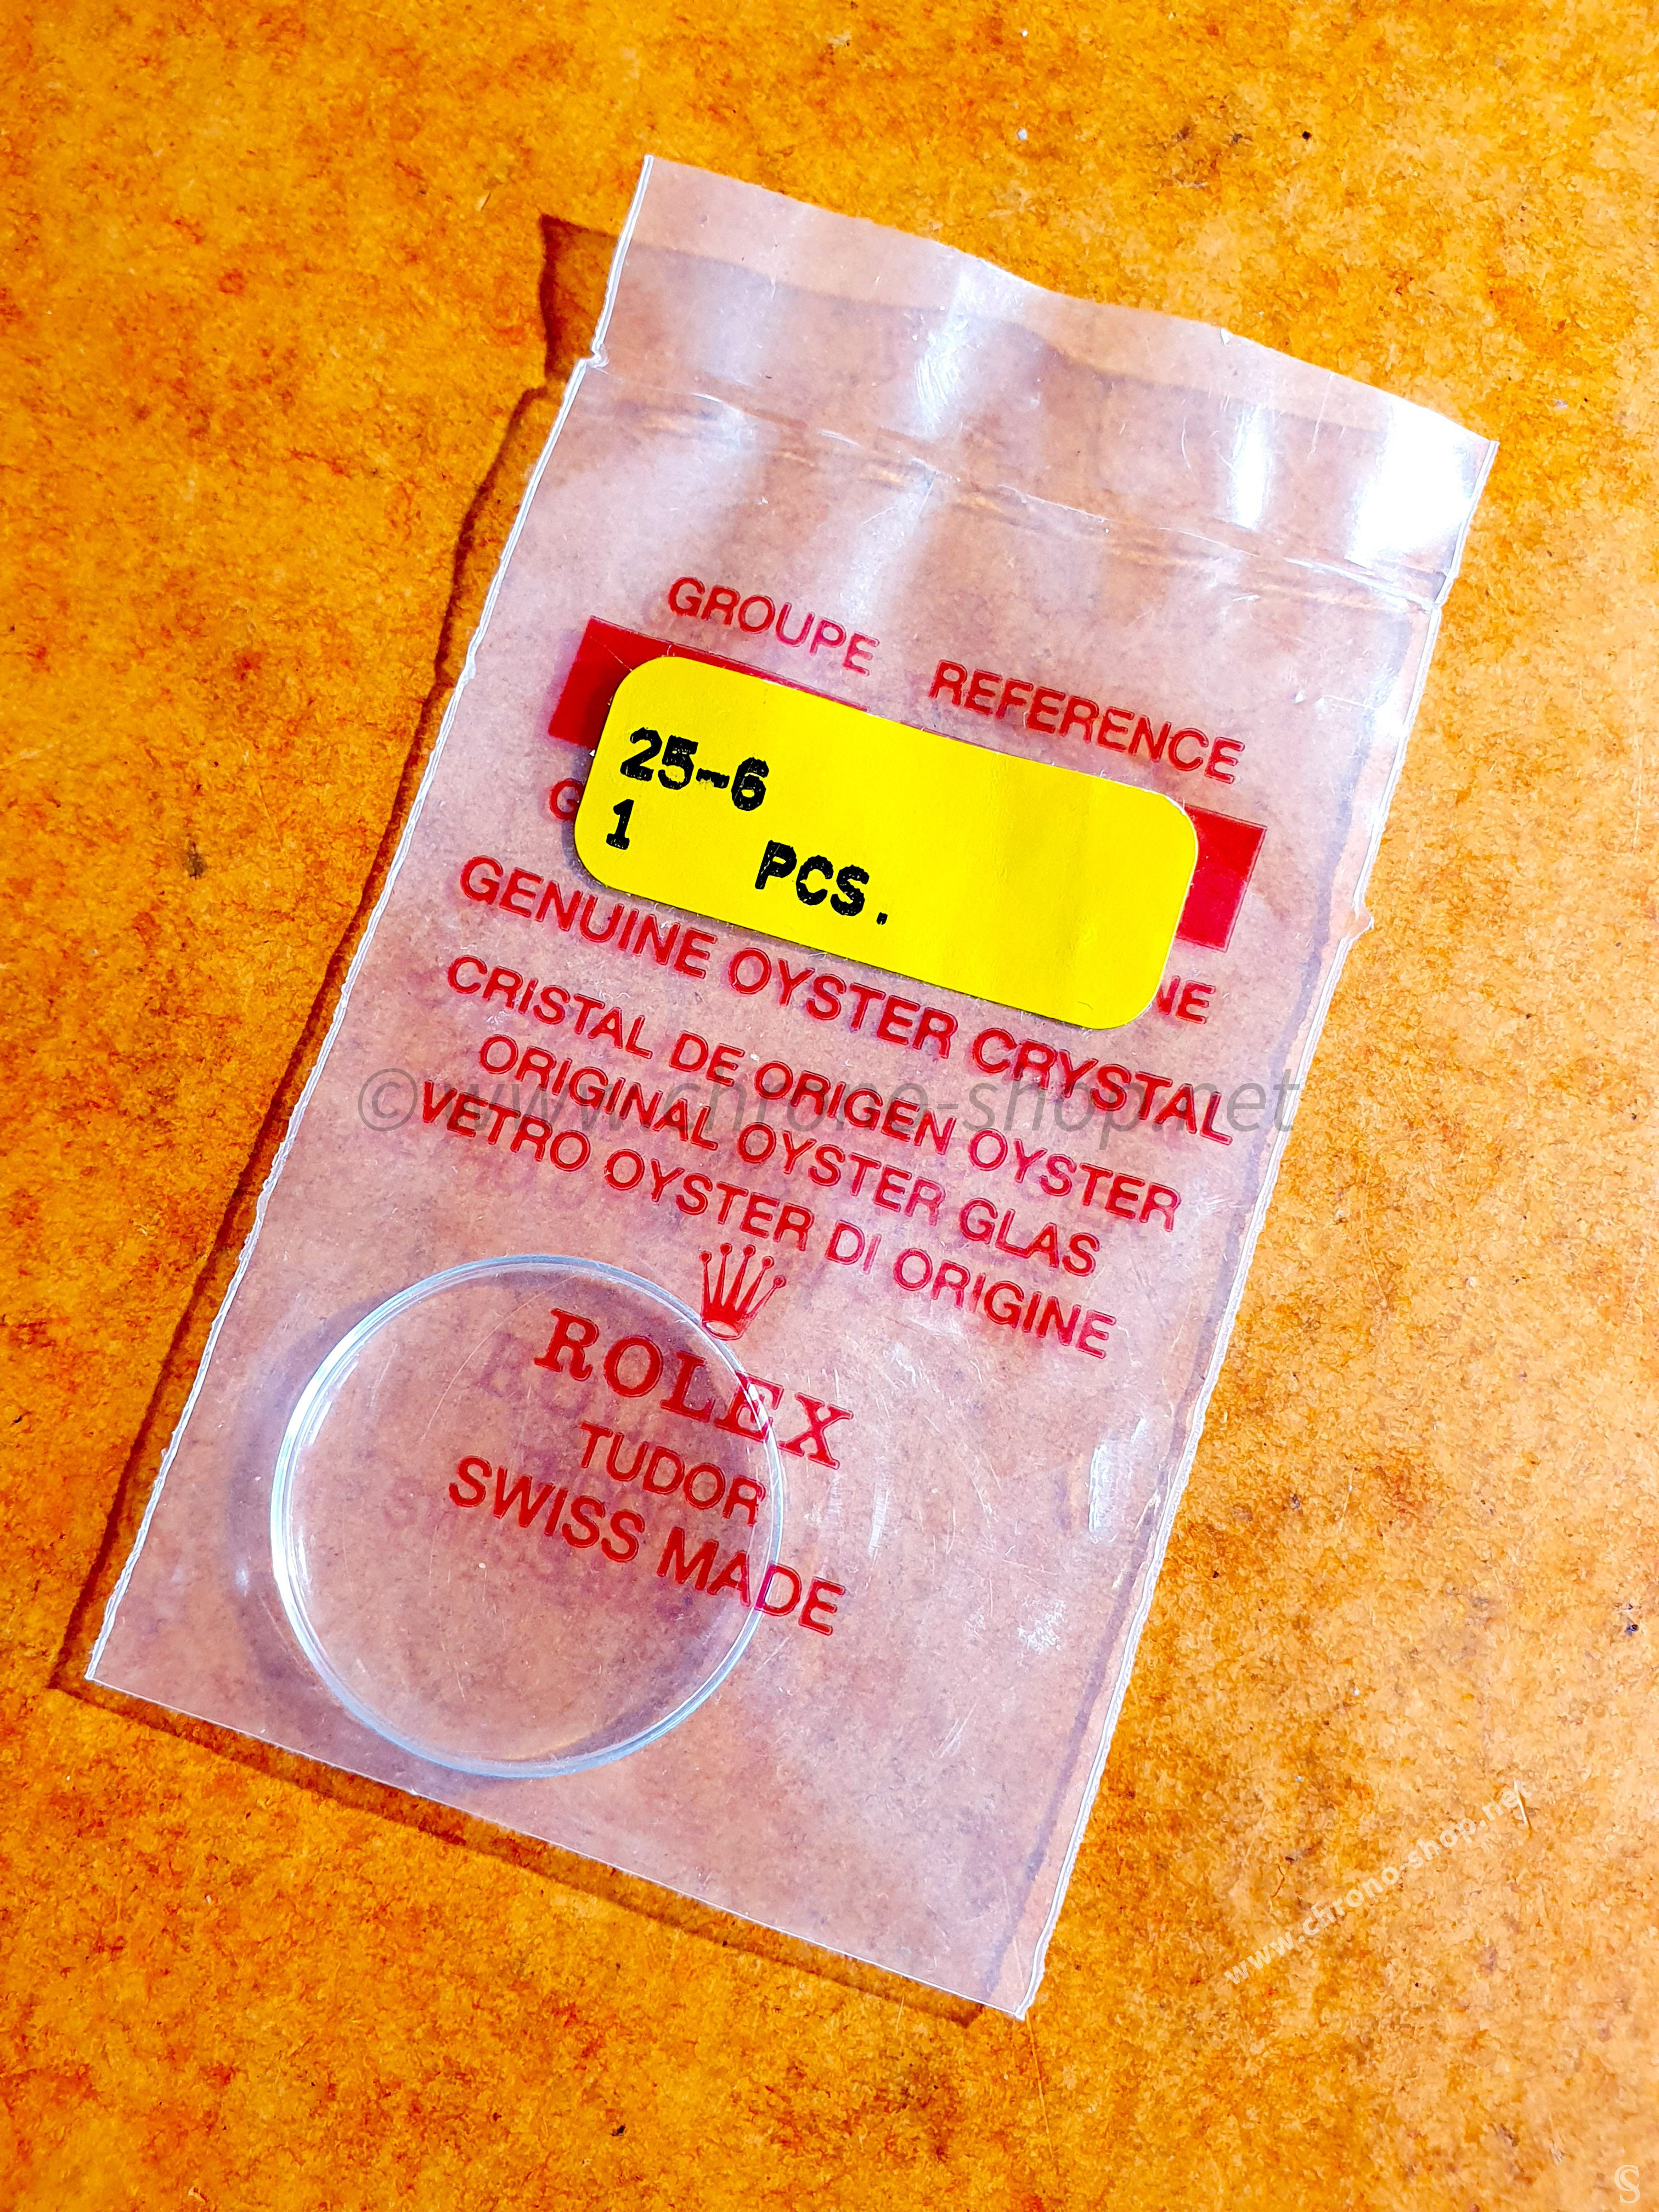 GROUPE REFERENCE
25-6
1 PCS.
G NE
GENUINE OYSTER CRYSTAL
CRISTAL DE ORIGEN OYSTER
ORIGINAL OYSTER GLAS
VETRO OYSTER DI ORIGINE
ROLEX
TUDOR
SWISS MADE
©www.chrono-shop.net
www.chrono-shop.net